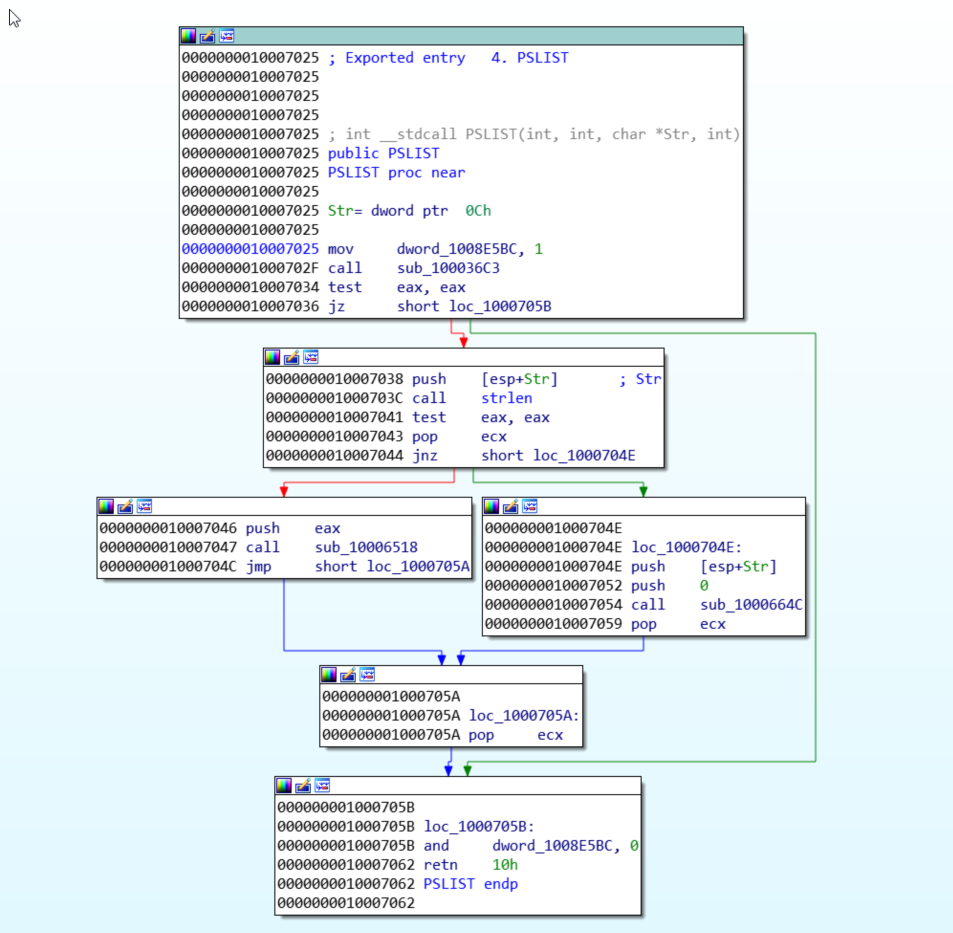 0000000010007025 ; Exported entry   4. PSLIST
0000000010007025
0000000010007025
0000000010007025
0000000010007025 ; int __stdcall PSLIST(int, int, char *Str, int)
0000000010007025 public PSLIST
0000000010007025 PSLIST proc near
0000000010007025
0000000010007025 Str= dword ptr  0Ch
0000000010007025
0000000010007025 mov     dword_1008E5BC, 1
000000001000702F call    sub_100036C3
0000000010007034 test    eax, eax
0000000010007036 jz      short loc_1000705B
0000000010007038 push    [esp+Str]       ; Str
000000001000703C call    strlen
0000000010007041 test    eax, eax
0000000010007043 pop     ecx
0000000010007044 jnz     short loc_1000704E
0000000010007046 push    eax
0000000010007047 call    sub_10006518
000000001000704C jmp     short loc_1000705A
000000001000704E
000000001000704E loc_1000704E:
000000001000704E push    [esp+Str]
0000000010007052 push    0
0000000010007054 call    sub_1000664C
0000000010007059 pop     ecx
000000001000705A
000000001000705A loc_1000705A:
000000001000705A pop     ecx
000000001000705B
000000001000705B loc_1000705B:
000000001000705B and     dword_1008E5BC, 0
0000000010007062 retn    10h
0000000010007062 PSLIST endp
0000000010007062